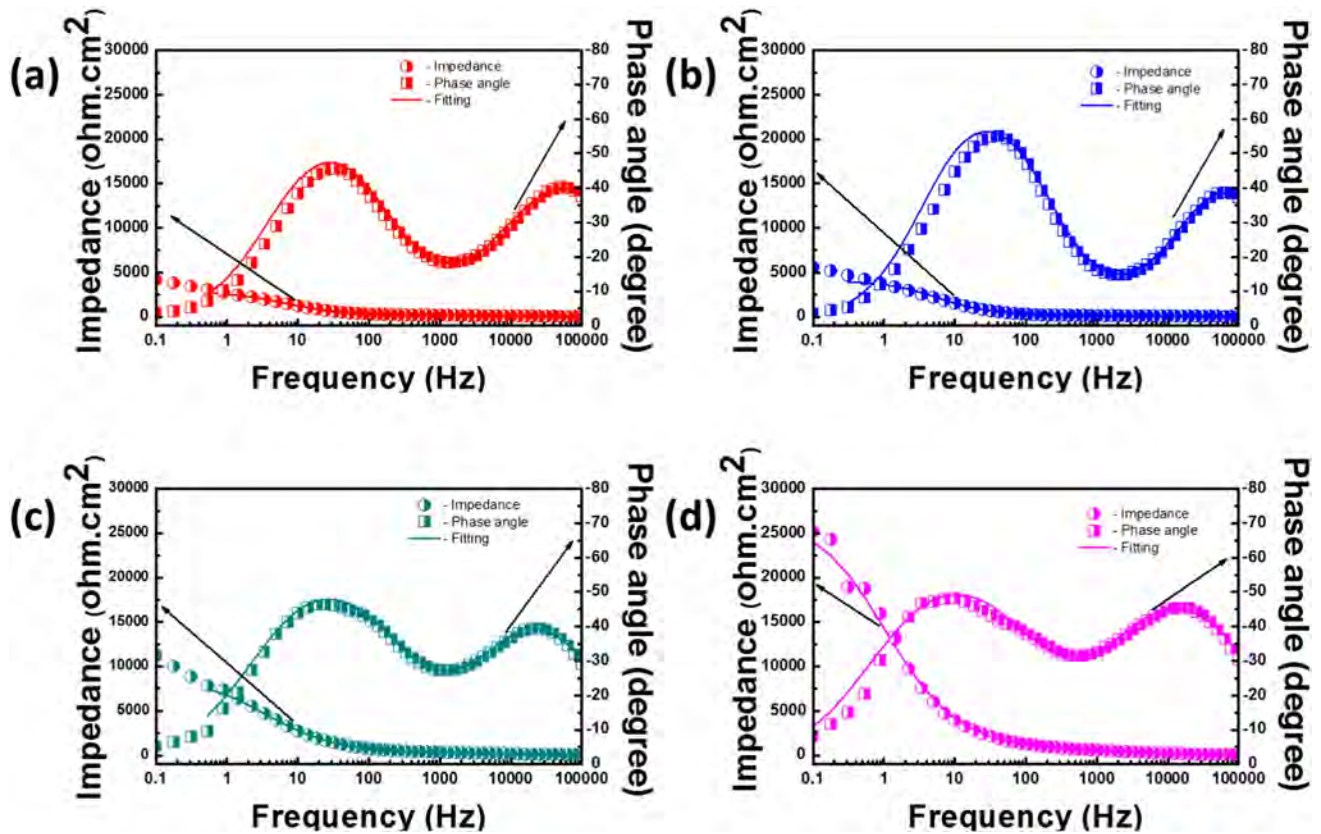 (a)
Impedance (ohm.cm2)
30000
25000
20000
15000
10000
5000
0
- Impedance
- Phase angle
- Fitting
-80
-70
-60
-50
-40
-30
-20
-10
0
Phase angle (degree)
0.1 1 10 100 1000 10000 100000
Frequency (Hz)
(b)
Impedance (ohm.cm2)
30000
25000
20000
15000
10000
5000
0
- Impedance
- Phase angle
- Fitting
-80
-70
-60
-50
-40
-30
-20
-10
0
Phase angle (degree)
0.1 1 10 100 1000 10000 100000
Frequency (Hz)
(c)
Impedance (ohm.cm2)
30000
25000
20000
15000
10000
5000
0
- Impedance
- Phase angle
- Fitting
-80
-70
-60
-50
-40
-30
-20
-10
0
Phase angle (degree)
0.1 1 10 100 1000 10000 100000
Frequency (Hz)
(d)
Impedance (ohm.cm2)
30000
25000
20000
15000
10000
5000
0
- Impedance
- Phase angle
- Fitting
-80
-70
-60
-50
-40
-30
-20
-10
0
Phase angle (degree)
0.1 1 10 100 1000 10000 100000
Frequency (Hz)